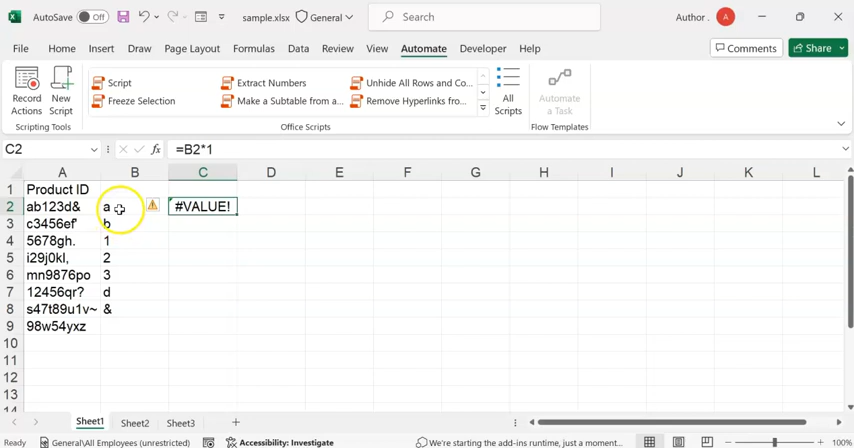 AutoSave Off sample.xlsx General Search Author . A
File Home Insert Draw Page Layout Formulas Data Review View Automate Developer Help Comments Share
Record Actions
New Script
Scripting Tools
Script
Freeze Selection
Extract Numbers
Make a Subtable from a...
Unhide All Rows and Co...
Remove Hyperlinks from...
Office Scripts
All Scripts
Automate a Task
Flow Templates
C2 fx =B2*1
A B C D E F G H I J K L
1 Product ID
2 ab123d& a #VALUE!
3 c3456ef' b
4 5678gh. 1
5 i29j0kl, 2
6 mn9876po 3
7 12456qr? d
8 s47t89u1v~ &
9 98w54yxz
10
11
12
13
14
Sheet1 Sheet2 Sheet3 +
Ready General\All Employees (unrestricted) Accessibility: Investigate We're starting the add-ins runtime, just a moment... 100%